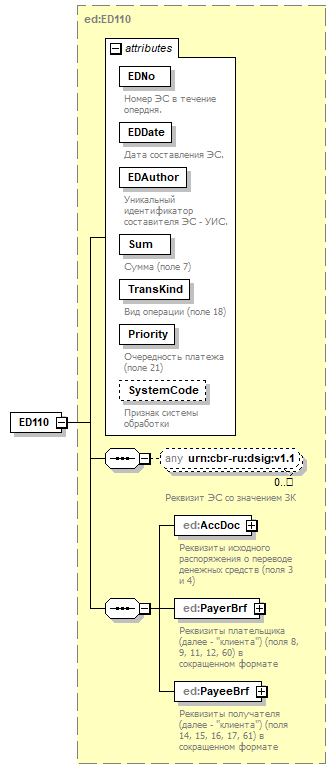 ed:ED110
attributes
EDNo
Номер ЭС в течение
опердня.
EDDate
Дата составления ЭС.
EDAuthor
Уникальный
идентификатор
составителя ЭС - УИС.
Sum
Сумма (поле 7)
TransKind
Вид операции (поле 18)
Priority
Очередность платежа
(поле 21)
SystemCode
Признак системы
обработки
ED110
any urn:cbr-ru:dsig:v1.1
0..
Реквизит ЭС со значением ЗК
ed:AccDoc
Реквизиты исходного
распоряжения о переводе
денежных средств (поля 3
и 4)
ed:PayerBrf
Реквизиты плательщика
(далее - "клиента") (поля 8,
9, 11, 12, 60) в
сокращенном формате
ed:PayeeBrf
Реквизиты получателя
(далее - "клиента") (поля
14, 15, 16, 17, 61) в
сокращенном формате